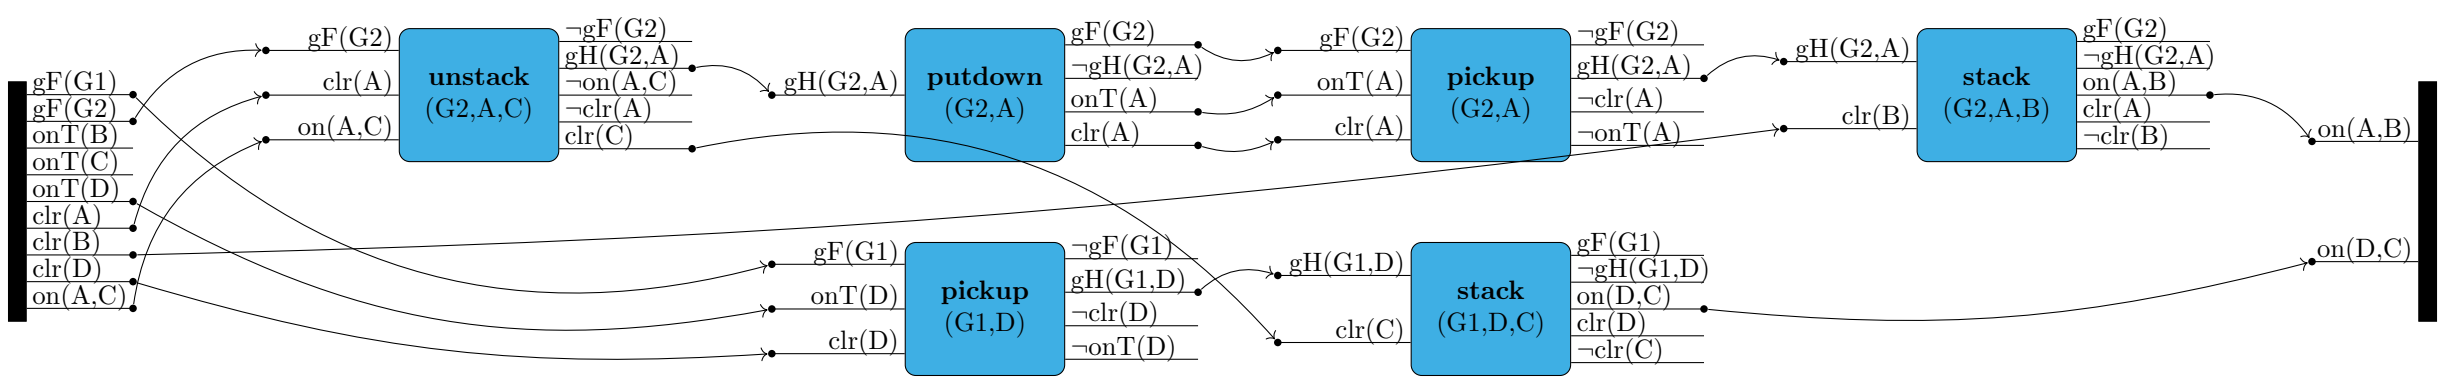 gF(G1)
gF(G2)
onT(B)
onT(C)
onT(D)
clr(A)
clr(B)
clr(D)
on(A,C)
gF(G2)
clr(A)
on(A,C)
unstack
(G2,A,C)
¬gF(G2)
gH(G2,A)
¬on(A,C)
¬clr(A)
clr(C)
gH(G2,A)
putdown
(G2,A)
gF(G2)
¬gH(G2,A)
onT(A)
clr(A)
gF(G2)
onT(A)
clr(A)
pickup
(G2,A)
¬gF(G2)
gH(G2,A)
¬clr(A)
¬onT(A)
gH(G2,A)
clr(B)
stack
(G2,A,B)
gF(G2)
¬gH(G2,A)
on(A,B)
clr(A)
¬clr(B)
gF(G1)
onT(D)
clr(D)
pickup
(G1,D)
¬gF(G1)
gH(G1,D)
¬clr(D)
¬onT(D)
gH(G1,D)
clr(C)
stack
(G1,D,C)
gF(G1)
¬gH(G1,D)
on(D,C)
clr(D)
¬clr(C)
on(A,B)
on(D,C)